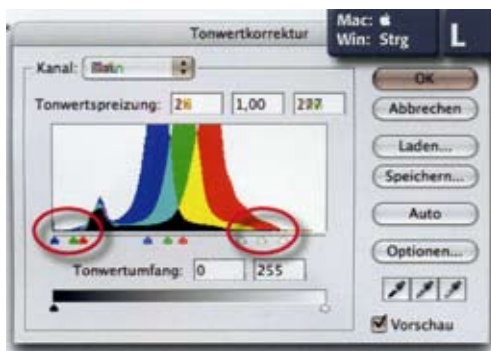 Tonwertkorrektur
Mac:
Win: Strg
L
Kanal:
Tonwertspreizung: 1,00
Tonwertumfang: 0 255
OK
Abbrechen
Laden...
Speichern...
Auto
Optionen...
Vorschau